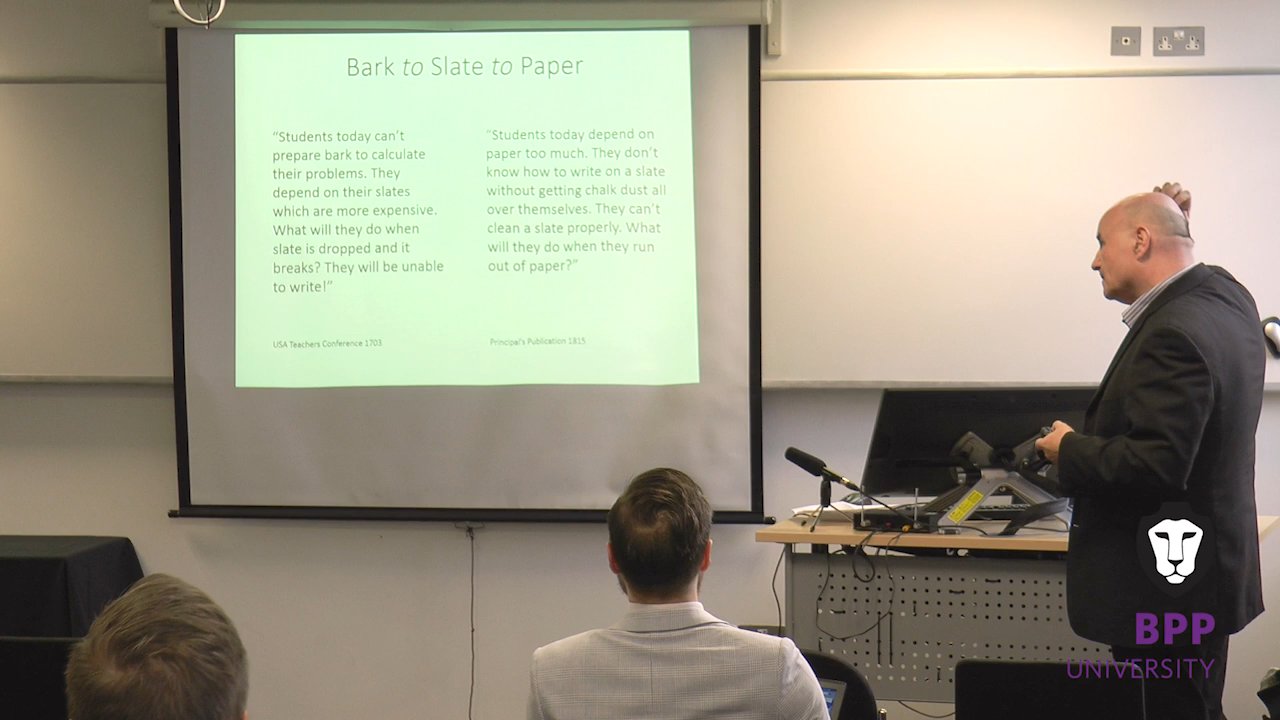 Bark to Slate to Paper
“Students today can’t
prepare bark to calculate
their problems. They
depend on their slates
which are more expensive.
What will they do when
slate is dropped and it
breaks? They will be unable
to write!”
USA Teachers Conference 1703
“Students today depend on
paper too much. They don’t
know how to write on a slate
without getting chalk dust all
over themselves. They can’t
clean a slate properly. What
will they do when they run
out of paper?”
Principal’s Publication 1815
BPP
UNIVERSITY